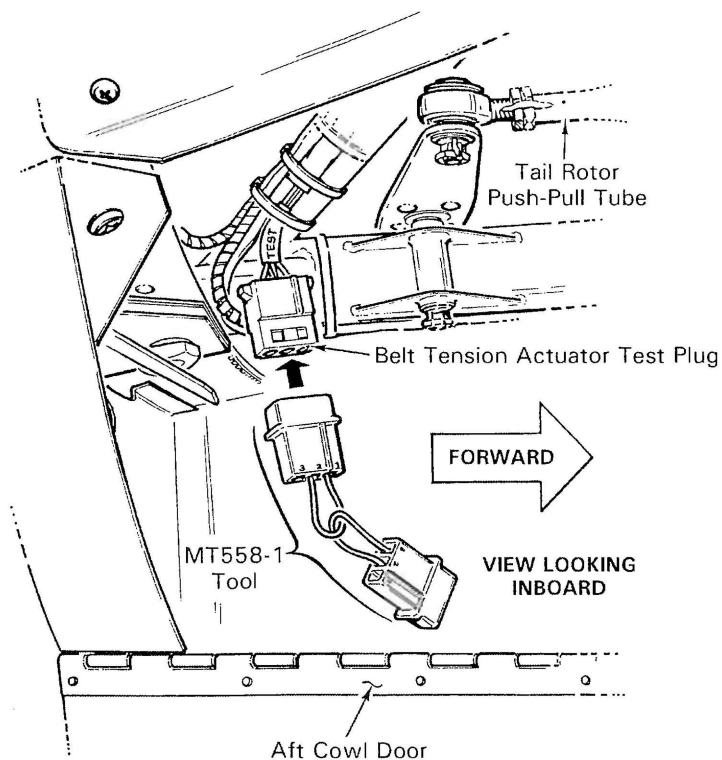 Tail Rotor
Push-Pull Tube
TEST
Belt Tension Actuator Test Plug
3 2 1
FORWARD
MT558-1
Tool
VIEW LOOKING
INBOARD
Aft Cowl Door